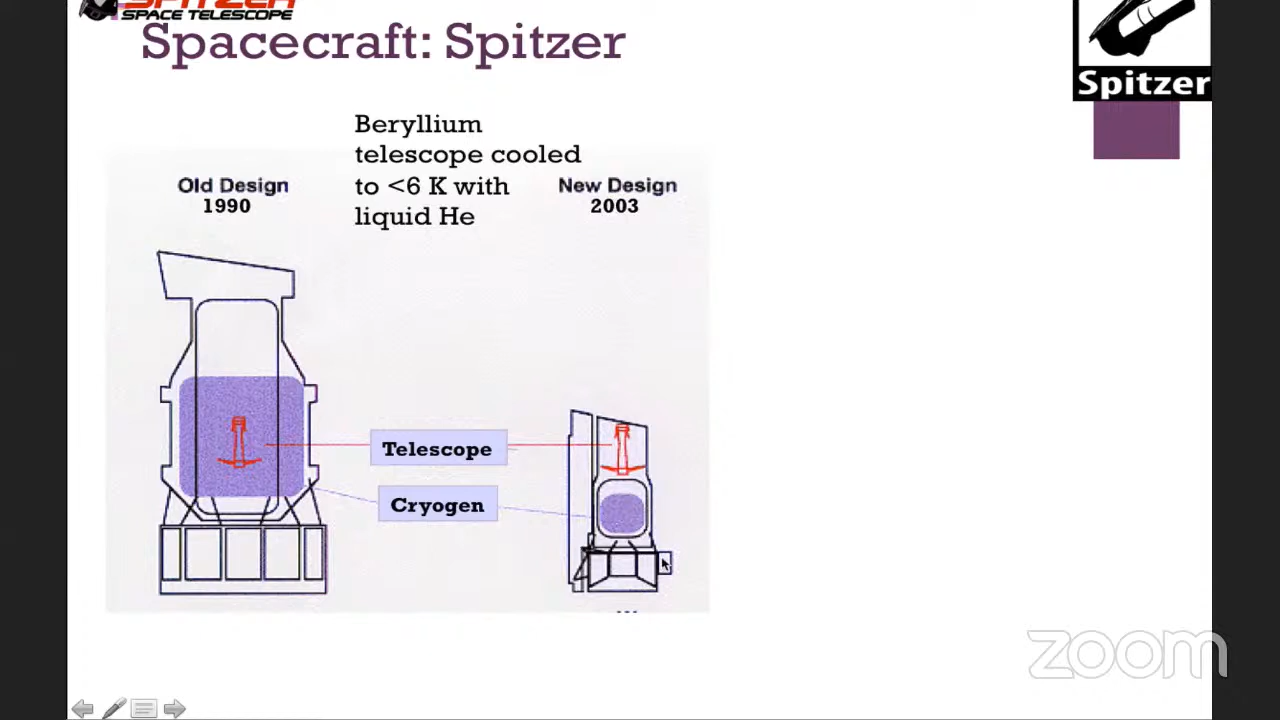 SPITZER
SPACE TELESCOPE
Spacecraft: Spitzer
Spitzer
Beryllium
telescope cooled
to <6 K with
liquid He
Old Design
1990
New Design
2003
Telescope
Cryogen
zoom